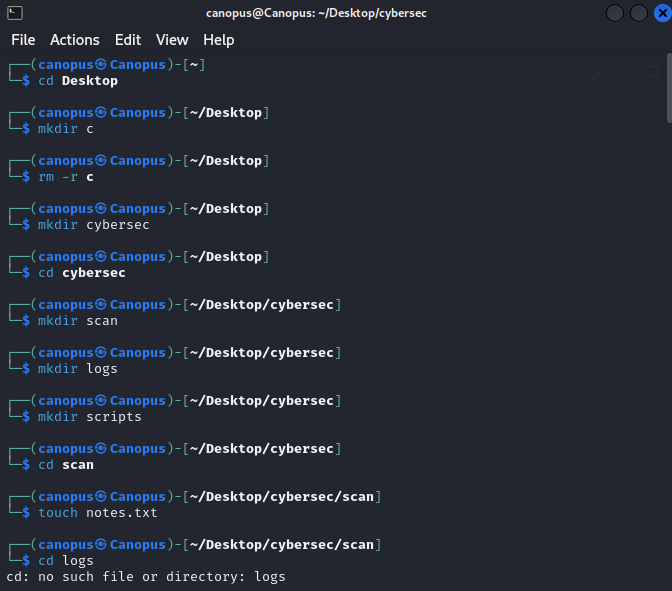 canopus@Canopus: ~/Desktop/cybersec
File Actions Edit View Help
┌──(canopus㉿Canopus)-[~]
└─$ cd Desktop
┌──(canopus㉿Canopus)-[~/Desktop]
└─$ mkdir c
┌──(canopus㉿Canopus)-[~/Desktop]
└─$ rm -r c
┌──(canopus㉿Canopus)-[~/Desktop]
└─$ mkdir cybersec
┌──(canopus㉿Canopus)-[~/Desktop]
└─$ cd cybersec
┌──(canopus㉿Canopus)-[~/Desktop/cybersec]
└─$ mkdir scan
┌──(canopus㉿Canopus)-[~/Desktop/cybersec]
└─$ mkdir logs
┌──(canopus㉿Canopus)-[~/Desktop/cybersec]
└─$ mkdir scripts
┌──(canopus㉿Canopus)-[~/Desktop/cybersec]
└─$ cd scan
┌──(canopus㉿Canopus)-[~/Desktop/cybersec/scan]
└─$ touch notes.txt
┌──(canopus㉿Canopus)-[~/Desktop/cybersec/scan]
└─$ cd logs
cd: no such file or directory: logs